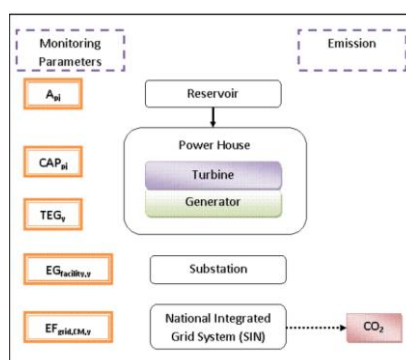 Monitoring
Parameters
Emission
A_pi
Reservoir
Power House
CAP_pi
Turbine
TEG_y
Generator
EG_facility,y
Substation
EF_grid,CM,y
National Integrated
Grid System (SIN)
CO₂